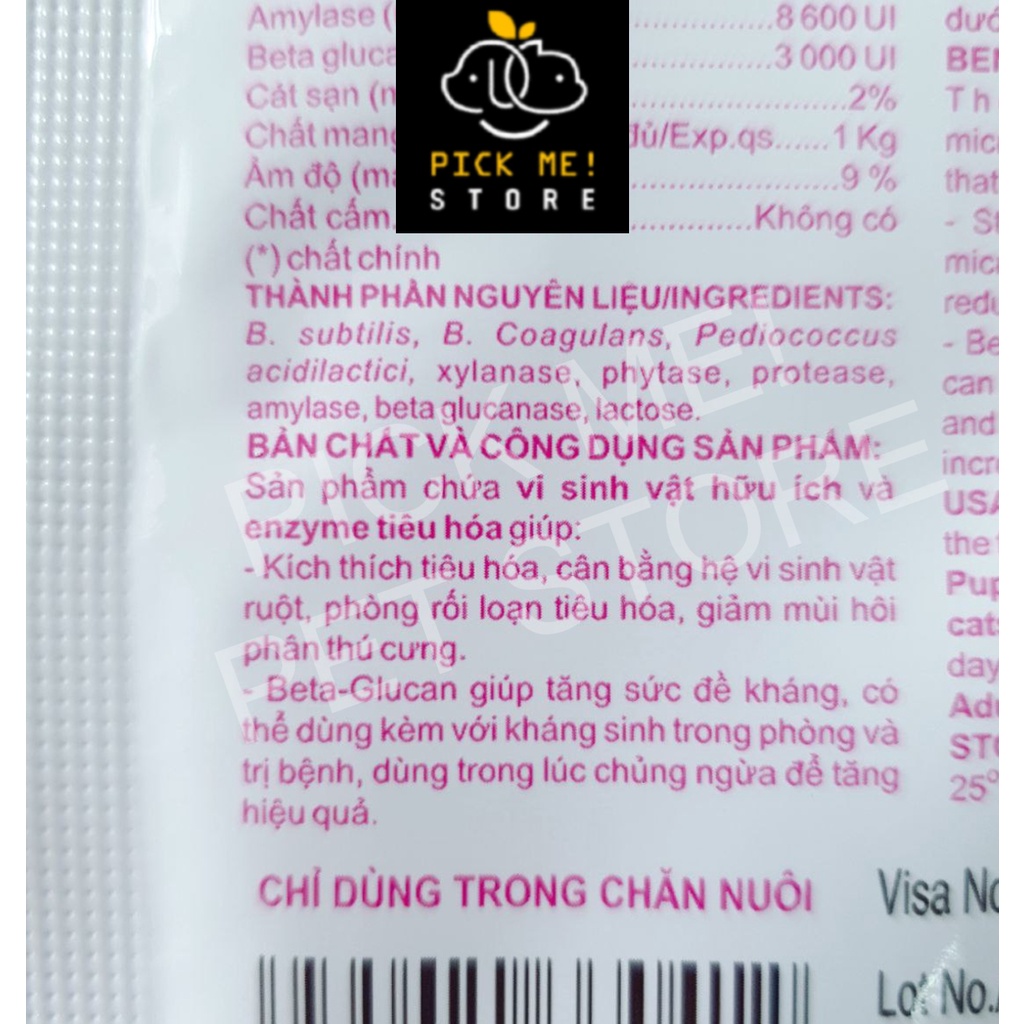 Amylase (
..............8 600 UI
Beta gluca
..............3 000 UI
Cát sạn (m
......................2%
Chất mang
đủ/Exp.qs......1 Kg
Ẩm độ (
.....................9 %
Chất cấm
.............Không có
(*) chất chính
THÀNH PHẦN NGUYÊN LIỆU/INGREDIENTS:
B. subtilis, B. Coagulans, Pediococcus
acidilactici, xylanase, phytase, protease,
amylase, beta glucanase, lactose.
BẢN CHẤT VÀ CÔNG DỤNG SẢN PHẨM:
Sản phẩm chứa vi sinh vật hữu ích và
enzyme tiêu hóa giúp:
- Kích thích tiêu hóa, cân bằng hệ vi sinh vật
ruột, phòng rối loạn tiêu hóa, giảm mùi hôi
phân thú cưng.
- Beta-Glucan giúp tăng sức đề kháng, có
thể dùng kèm với kháng sinh trong phòng và
trị bệnh, dùng trong lúc chủng ngừa để tăng
hiệu quả.
CHỈ DÙNG TRONG CHĂN NUÔI
PICK ME!
STORE
PICK ME!
PET STORE
dướ
BEN
Th
mic
that
- St
mic
redu
- Be
can
and
incr
USA
the
Pup
cats
day
Adu
STO
25°
Visa No
Lot No.